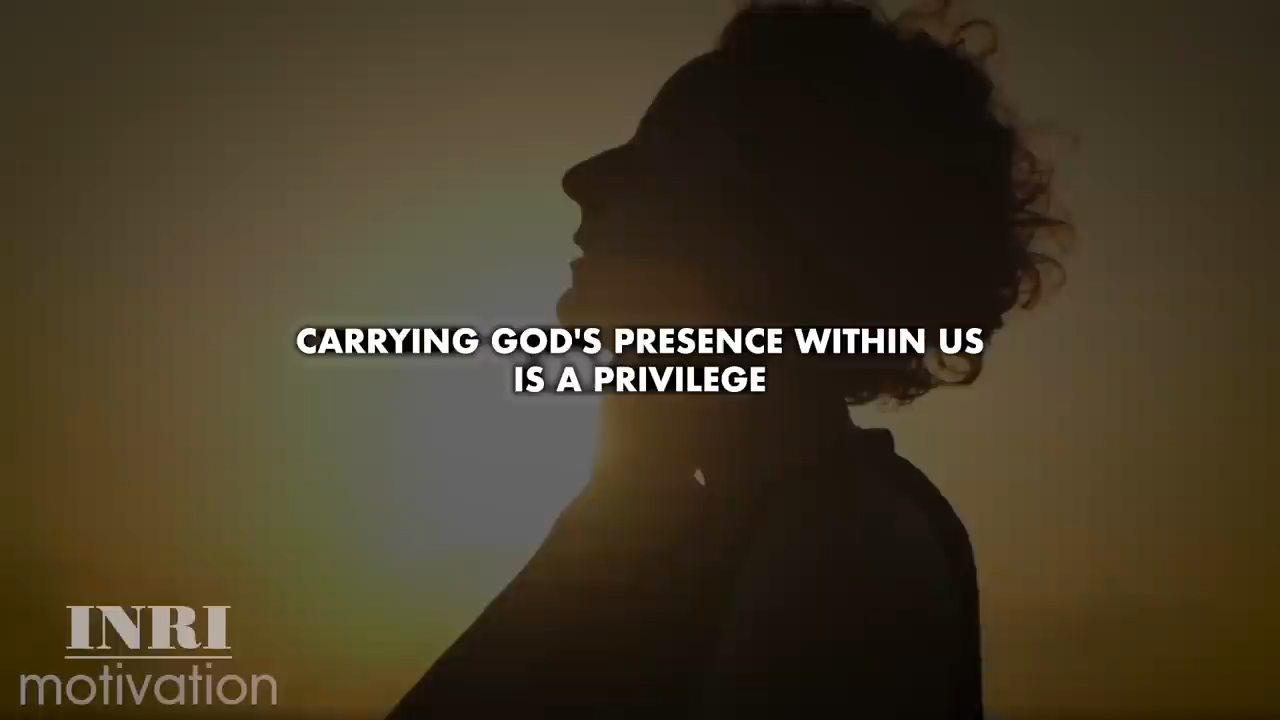 CARRYING GOD'S PRESENCE WITHIN US
IS A PRIVILEGE
INRI
motivation